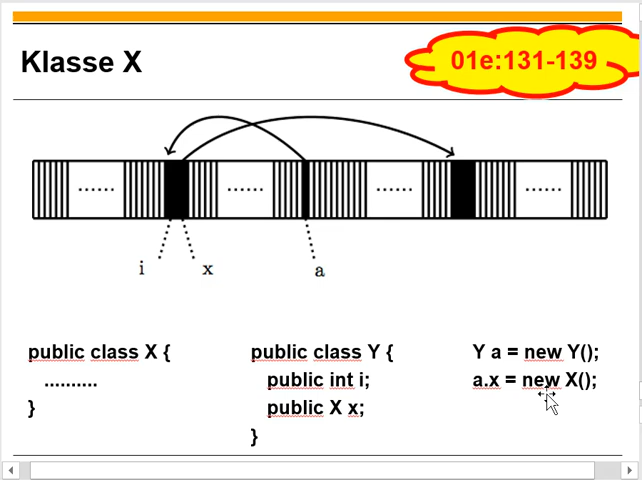 Klasse X
01e:131-139
...... ...... ...... ......
i x a
public class X {
..........
}
public class Y {
public int i;
public X x;
}
Y a = new Y();
a.x = new X();